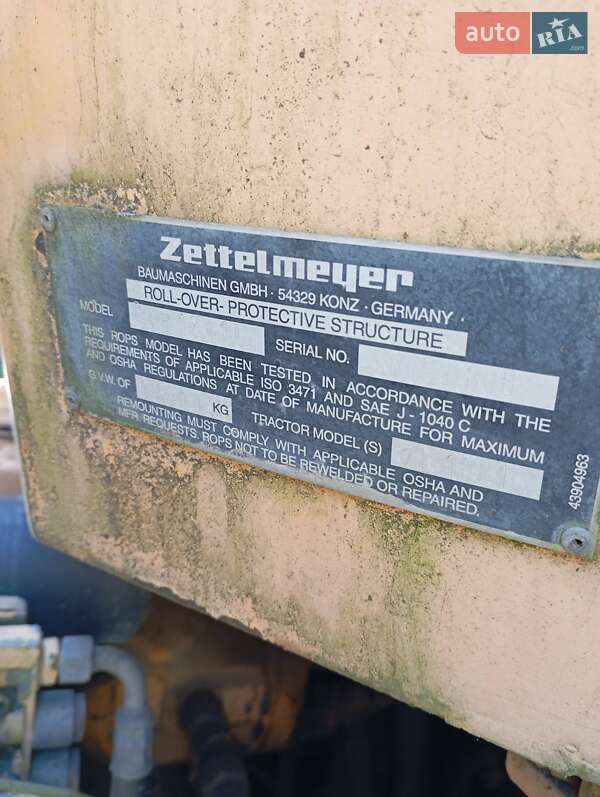 auto RIA .com
Zettelmeyer
BAUMASCHINEN GMBH · 54329 KONZ · GERMANY ·
ROLL-OVER- PROTECTIVE STRUCTURE
MODEL
SERIAL NO.
THIS ROPS MODEL HAS BEEN TESTED, IN ACCORDANCE WITH THE
REQUIREMENTS OF APPLICABLE ISO 3471 AND SAE J - 1040 C
AND OSHA REGULATIONS AT DATE OF MANUFACTURE FOR MAXIMUM
G.V.W. OF KG
TRACTOR MODEL (S)
REMOUNTING MUST COMPLY WITH APPLICABLE OSHA AND
MFR. REQUESTS. ROPS NOT TO BE REWELDED OR REPAIRED.
43904963